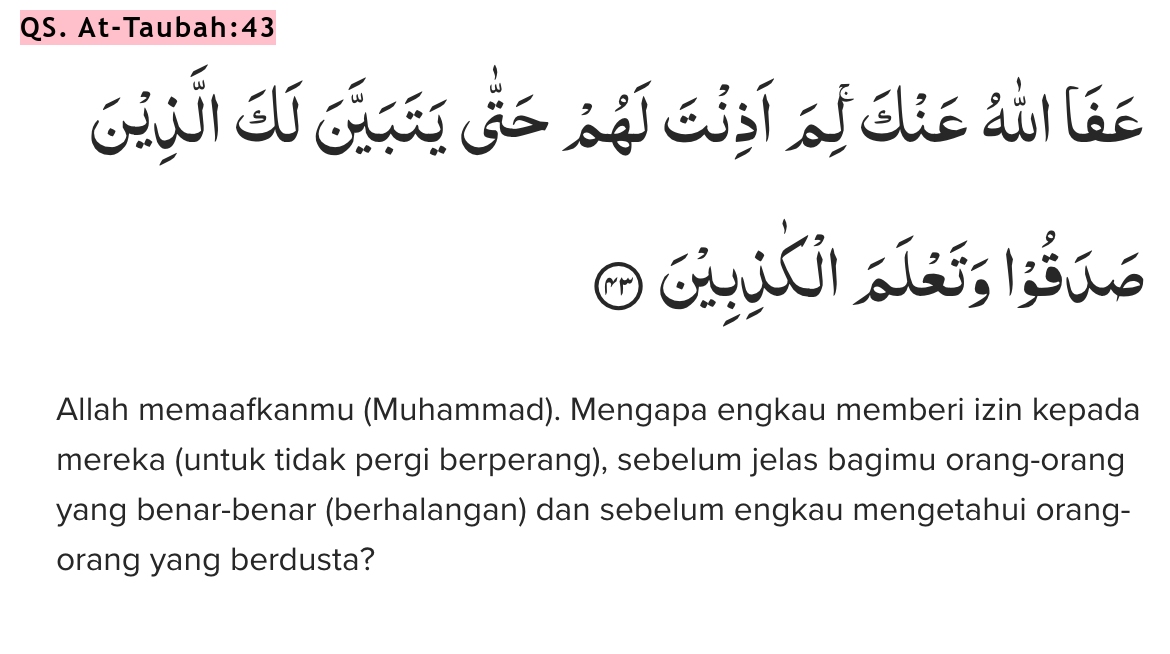 QS. At-Taubah:43
عَفَا اللّٰهُ عَنْكَۚ لِمَ اَذِنْتَ لَهُمْ حَتّٰى يَتَبَيَّنَ لَكَ الَّذِيْنَ
صَدَقُوْا وَتَعْلَمَ الْكٰذِبِيْنَ ۝٤٣
Allah memaafkanmu (Muhammad). Mengapa engkau memberi izin kepada
mereka (untuk tidak pergi berperang), sebelum jelas bagimu orang-orang
yang benar-benar (berhalangan) dan sebelum engkau mengetahui orang-
orang yang berdusta?